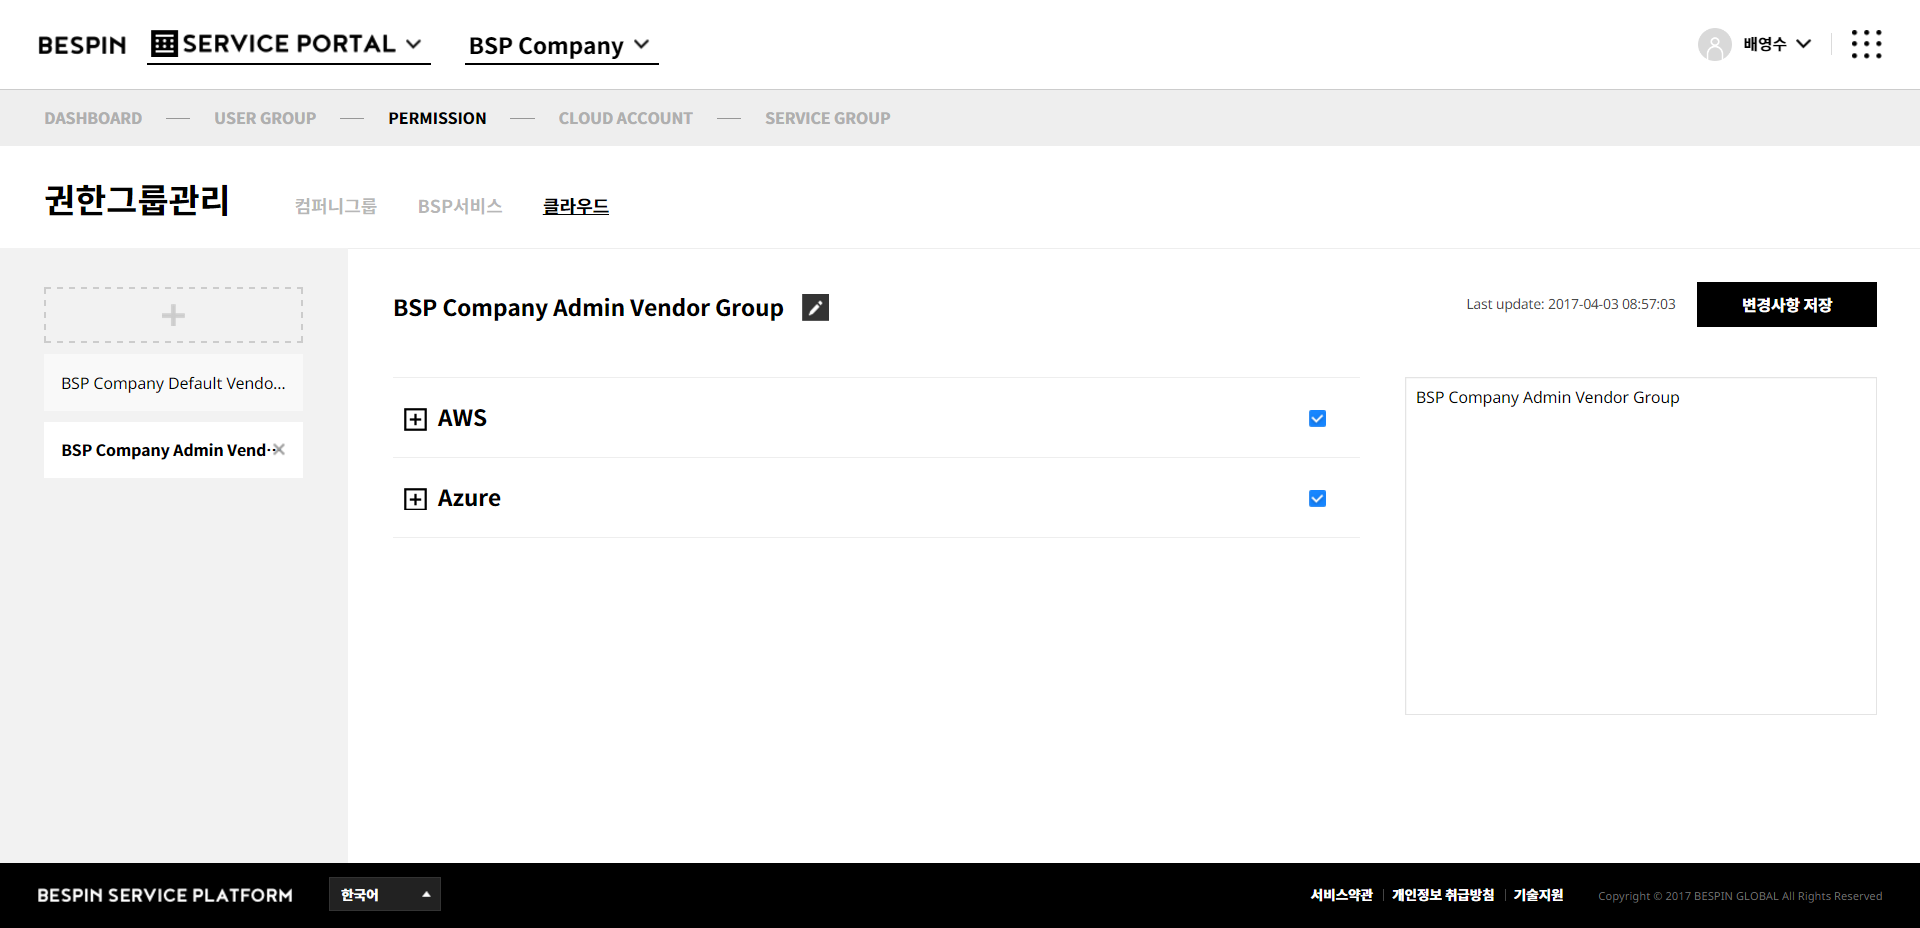 BESPIN SERVICE PORTAL BSP Company 배영수
DASHBOARD USER GROUP PERMISSION CLOUD ACCOUNT SERVICE GROUP
권한그룹관리 컴퍼니그룹 BSP서비스 클라우드
BSP Company Default Vendo...
BSP Company Admin Vend…
BSP Company Admin Vendor Group
Last update: 2017-04-03 08:57:03
변경사항 저장
AWS
Azure
BSP Company Admin Vendor Group
BESPIN SERVICE PLATFORM 한국어 서비스약관 개인정보 취급방침 기술지원 Copyright © 2017 BESPIN GLOBAL All Rights Reserved